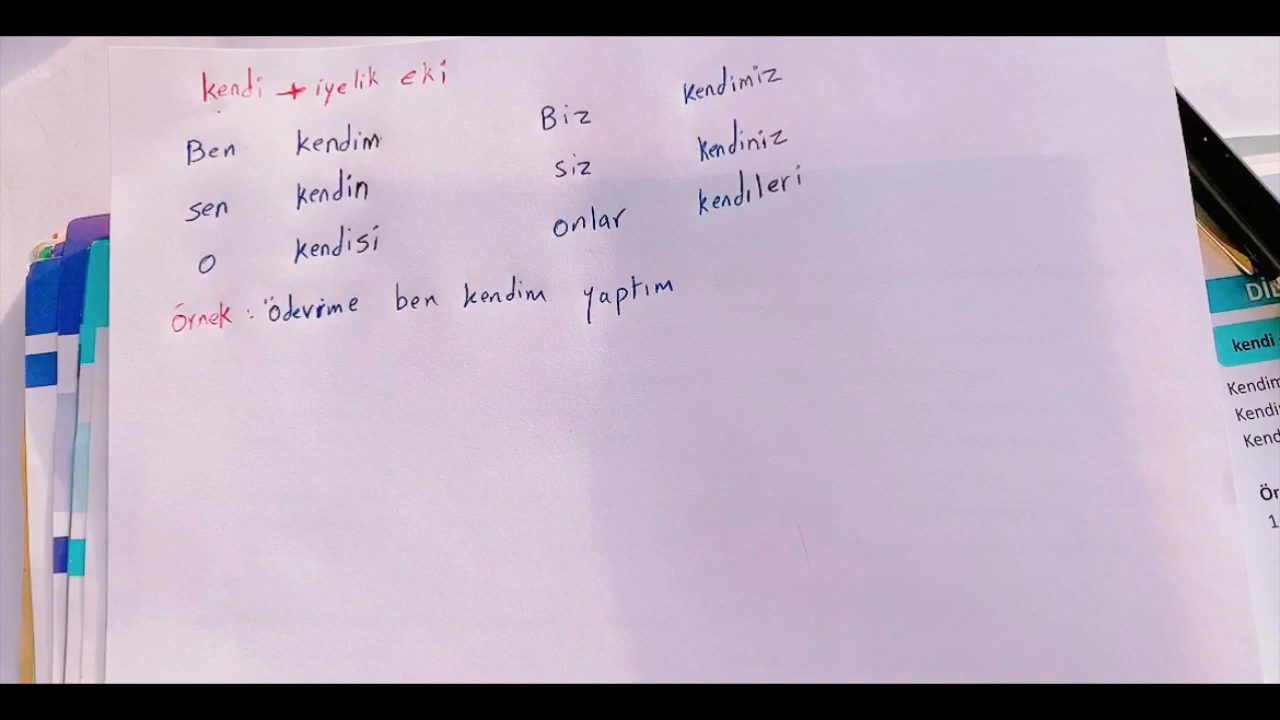 kendi + iyelik eki
Ben kendim Biz kendimiz
sen kendin siz kendiniz
o kendisi onlar kendileri
Örnek : ödevime ben kendim yaptım
kendi
Kendim